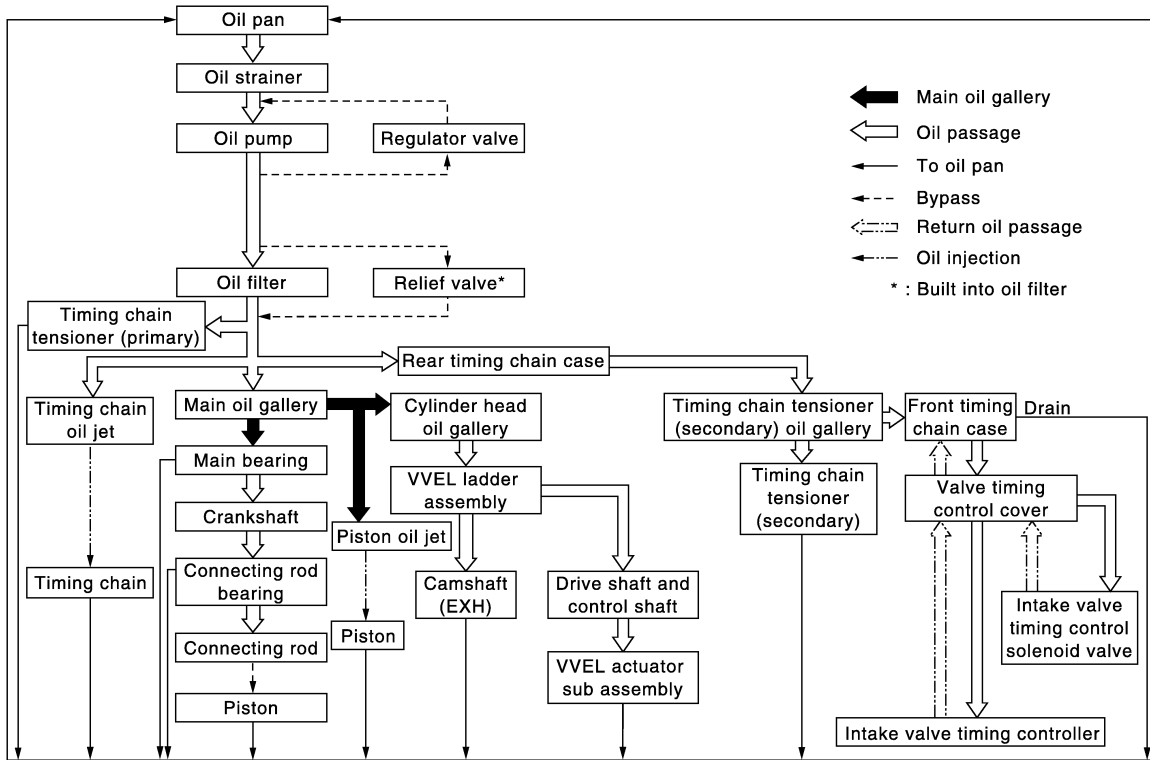 Oil pan
Oil strainer
Oil pump
Regulator valve
Oil filter
Relief valve*
Main oil gallery
Oil passage
To oil pan
Bypass
Return oil passage
Oil injection
* : Built into oil filter
Timing chain
tensioner (primary)
Rear timing chain case
Timing chain
oil jet
Main oil gallery
Cylinder head
oil gallery
Timing chain tensioner
(secondary) oil gallery
Front timing
chain case
Drain
Main bearing
VVEL ladder
assembly
Timing chain
tensioner
(secondary)
Valve timing
control cover
Crankshaft
Piston oil jet
Timing chain
Connecting rod
bearing
Camshaft
(EXH)
Drive shaft and
control shaft
Intake valve
timing control
solenoid valve
Connecting rod
Piston
VVEL actuator
sub assembly
Piston
Intake valve timing controller